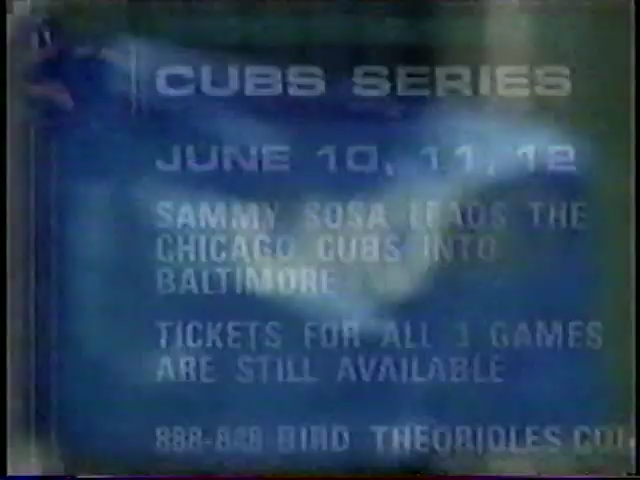 CUBS SERIES
JUNE 10, 11, 12
SAMMY SOSA LEADS THE
CHICAGO CUBS INTO
BALTIMORE
TICKETS FOR ALL 3 GAMES
ARE STILL AVAILABLE
888-848-BIRD THEORIOLES.COM